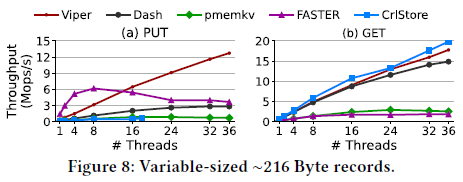 Viper Dash pmemkv FASTER CrlStore
(a) PUT (b) GET
Throughput
(Mops/s)
15
12
9
6
3
0
1 4 8 16 24 32 36
# Threads
20
15
10
5
0
1 4 8 16 24 32 36
# Threads
Figure 8: Variable-sized ~216 Byte records.